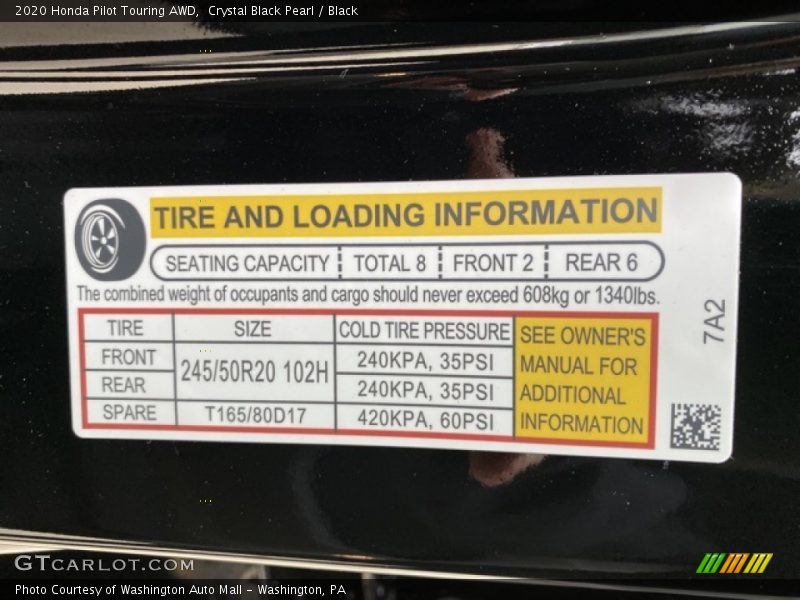 2020 Honda Pilot Touring AWD,  Crystal Black Pearl / Black
TIRE AND LOADING INFORMATION
SEATING CAPACITY TOTAL 8 FRONT 2 REAR 6
The combined weight of occupants and cargo should never exceed 608kg or 1340lbs.
TIRE SIZE COLD TIRE PRESSURE
FRONT 245/50R20 102H 240KPA, 35PSI
REAR 240KPA, 35PSI
SPARE T165/80D17 420KPA, 60PSI
SEE OWNER'S
MANUAL FOR
ADDITIONAL
INFORMATION
7A2
GTCARLOT.COM
Photo Courtesy of Washington Auto Mall – Washington, PA